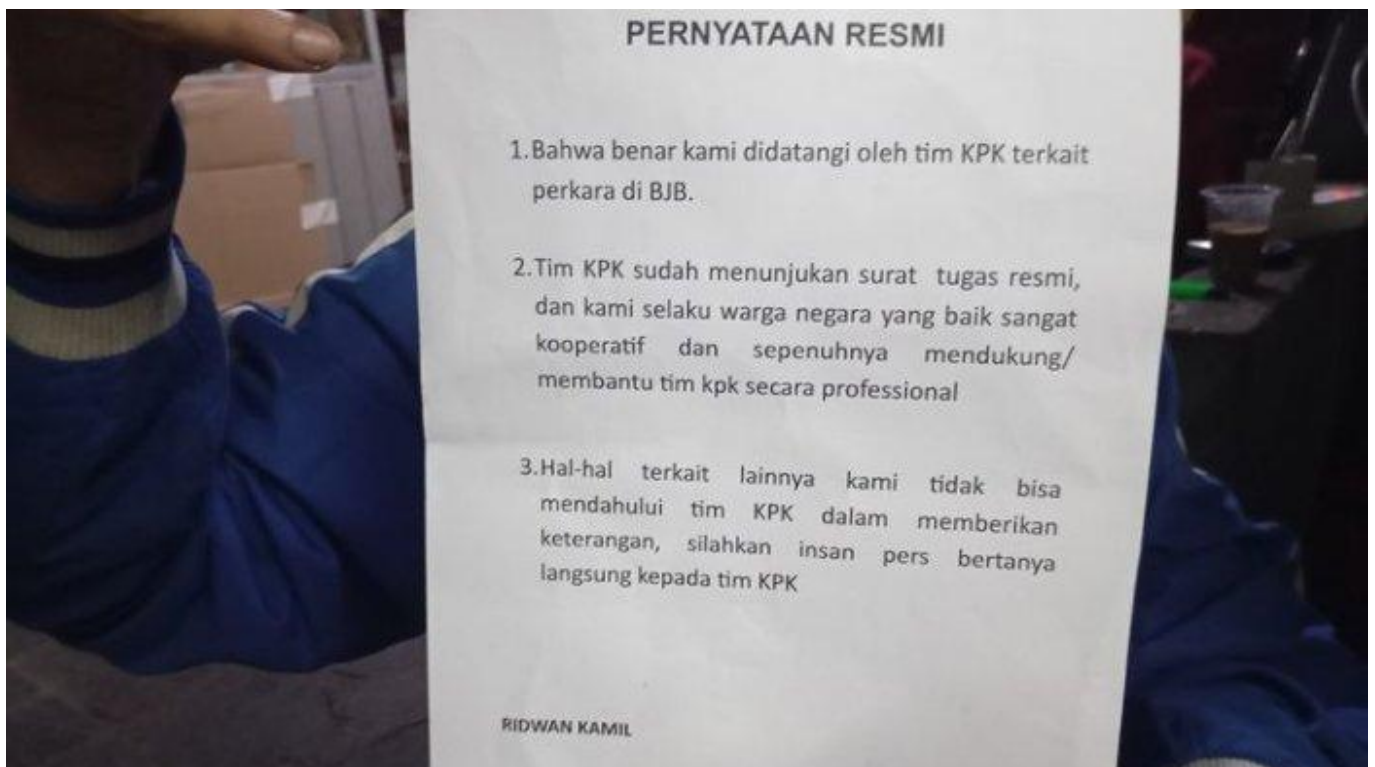 PERNYATAAN RESMI
1.Bahwa benar kami didatangi oleh tim KPK terkait
perkara di BJB.
2.Tim KPK sudah menunjukan surat tugas resmi,
dan kami selaku warga negara yang baik sangat
kooperatif dan sepenuhnya mendukung/
membantu tim kpk secara professional
3.Hal-hal terkait lainnya kami tidak bisa
mendahului tim KPK dalam memberikan
keterangan, silahkan insan pers bertanya
langsung kepada tim KPK
RIDWAN KAMIL